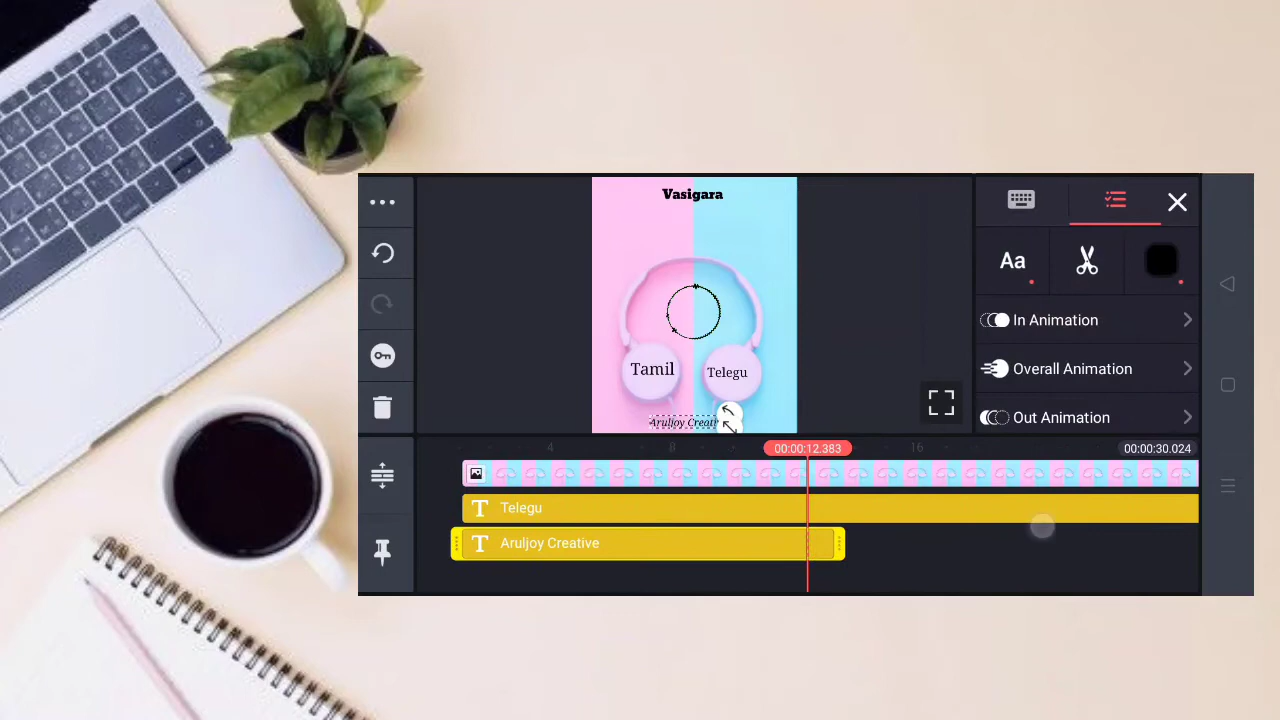 Vasigara
Tamil
Telegu
Aruljoy Creativ
Aa
In Animation
Overall Animation
Out Animation
4
8
00:00:12.383
16
00:00:30.024
T Telegu
T Aruljoy Creative